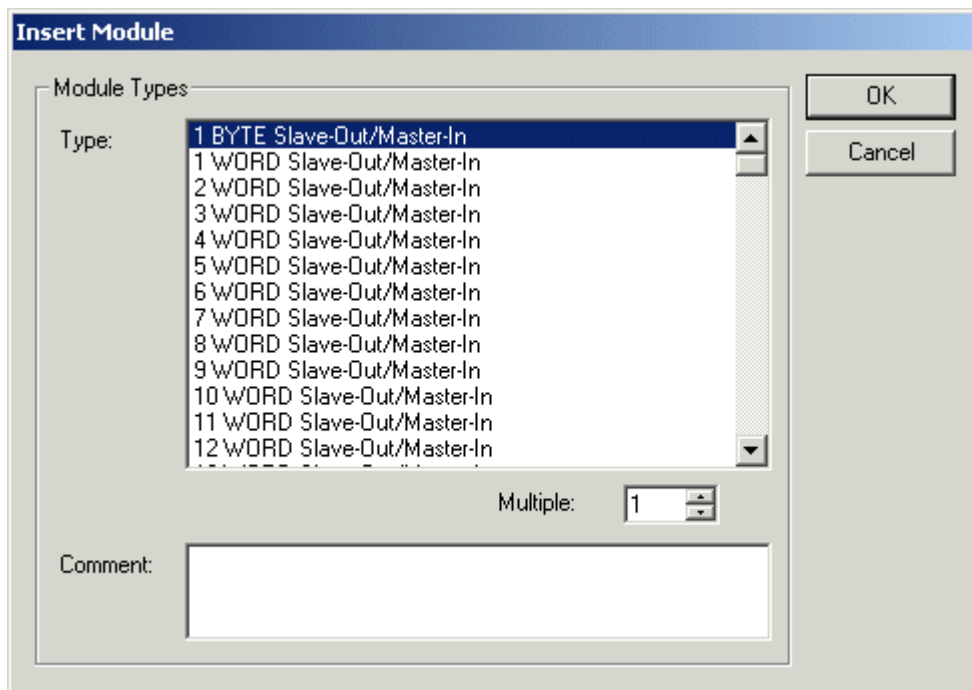 Insert Module
Module Types
OK
Type:
1 BYTE Slave-Out/Master-In
1 WORD Slave-Out/Master-In
Cancel
2 WORD Slave-Out/Master-In
3 WORD Slave-Out/Master-In
4 WORD Slave-Out/Master-In
5 WORD Slave-Out/Master-In
6 WORD Slave-Out/Master-In
7 WORD Slave-Out/Master-In
8 WORD Slave-Out/Master-In
9 WORD Slave-Out/Master-In
10 WORD Slave-Out/Master-In
11 WORD Slave-Out/Master-In
12 WORD Slave-Out/Master-In
Multiple: 1
Comment: